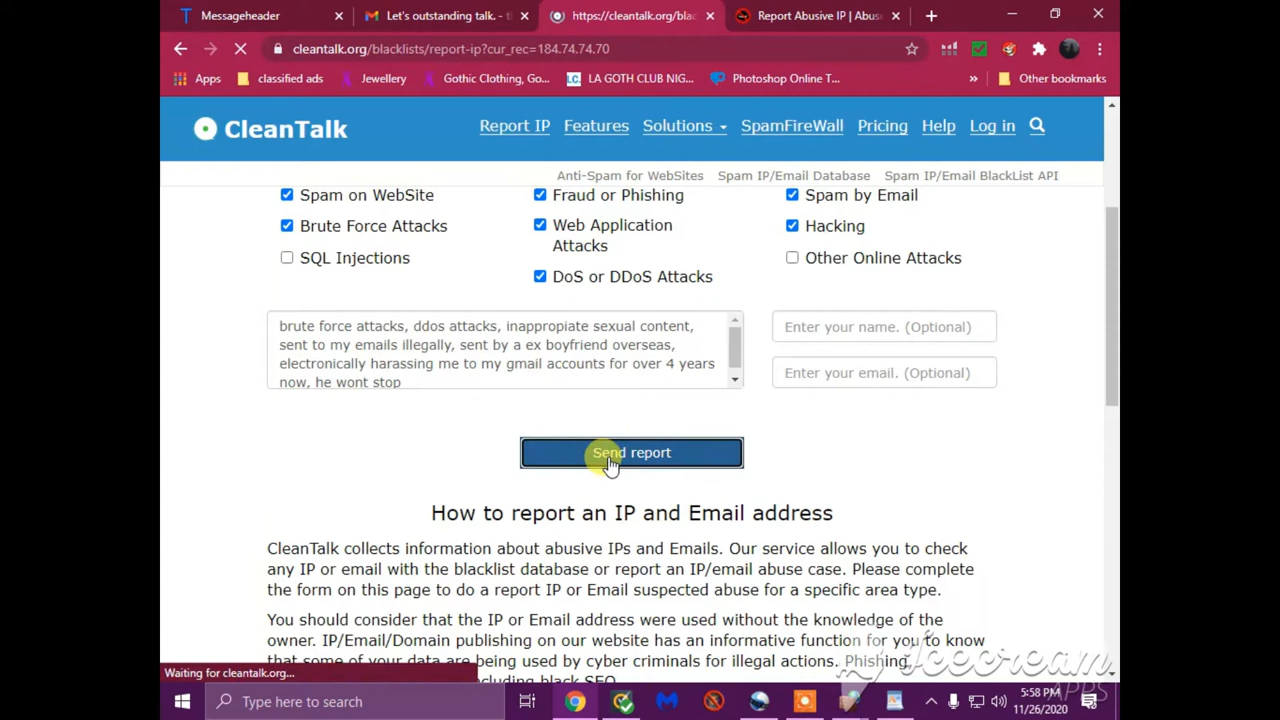 Messageheader
Let's outstanding talk. - t
https://cleantalk.org/blac
Report Abusive IP | Abus
cleantalk.org/blacklists/report-ip?cur_rec=184.74.74.70
Apps
classified ads
Jewellery
Gothic Clothing, Go...
LC.
LA GOTH CLUB NIG...
Photoshop Online T...
»
Other bookmarks
CleanTalk
Report IP
Features
Solutions
SpamFireWall
Pricing
Help
Log in
Anti-Spam for WebSites
Spam IP/Email Database
Spam IP/Email BlackList API
Spam on WebSite
Fraud or Phishing
Spam by Email
Brute Force Attacks
Web Application
Attacks
Hacking
SQL Injections
DoS or DDoS Attacks
Other Online Attacks
brute force attacks, ddos attacks, inappropiate sexual content,
sent to my emails illegally, sent by a ex boyfriend overseas,
electronically harassing me to my gmail accounts for over 4 years
now, he wont stop
Enter your name. (Optional)
Enter your email. (Optional)
Send report
How to report an IP and Email address
CleanTalk collects information about abusive IPs and Emails. Our service allows you to check
any IP or email with the blacklist database or report an IP/email abuse case. Please complete
the form on this page to do a report IP or Email suspected abuse for a specific area type.
You should consider that the IP or Email address were used without the knowledge of the
owner. IP/Email/Domain publishing on our website has an informative function for you to know
that some of your data are being used by cyber criminals for illegal actions. Phishing,
including black SEO.
Waiting for cleantalk.org...
Icecream
APPS
Type here to search
5:58 PM
11/26/2020